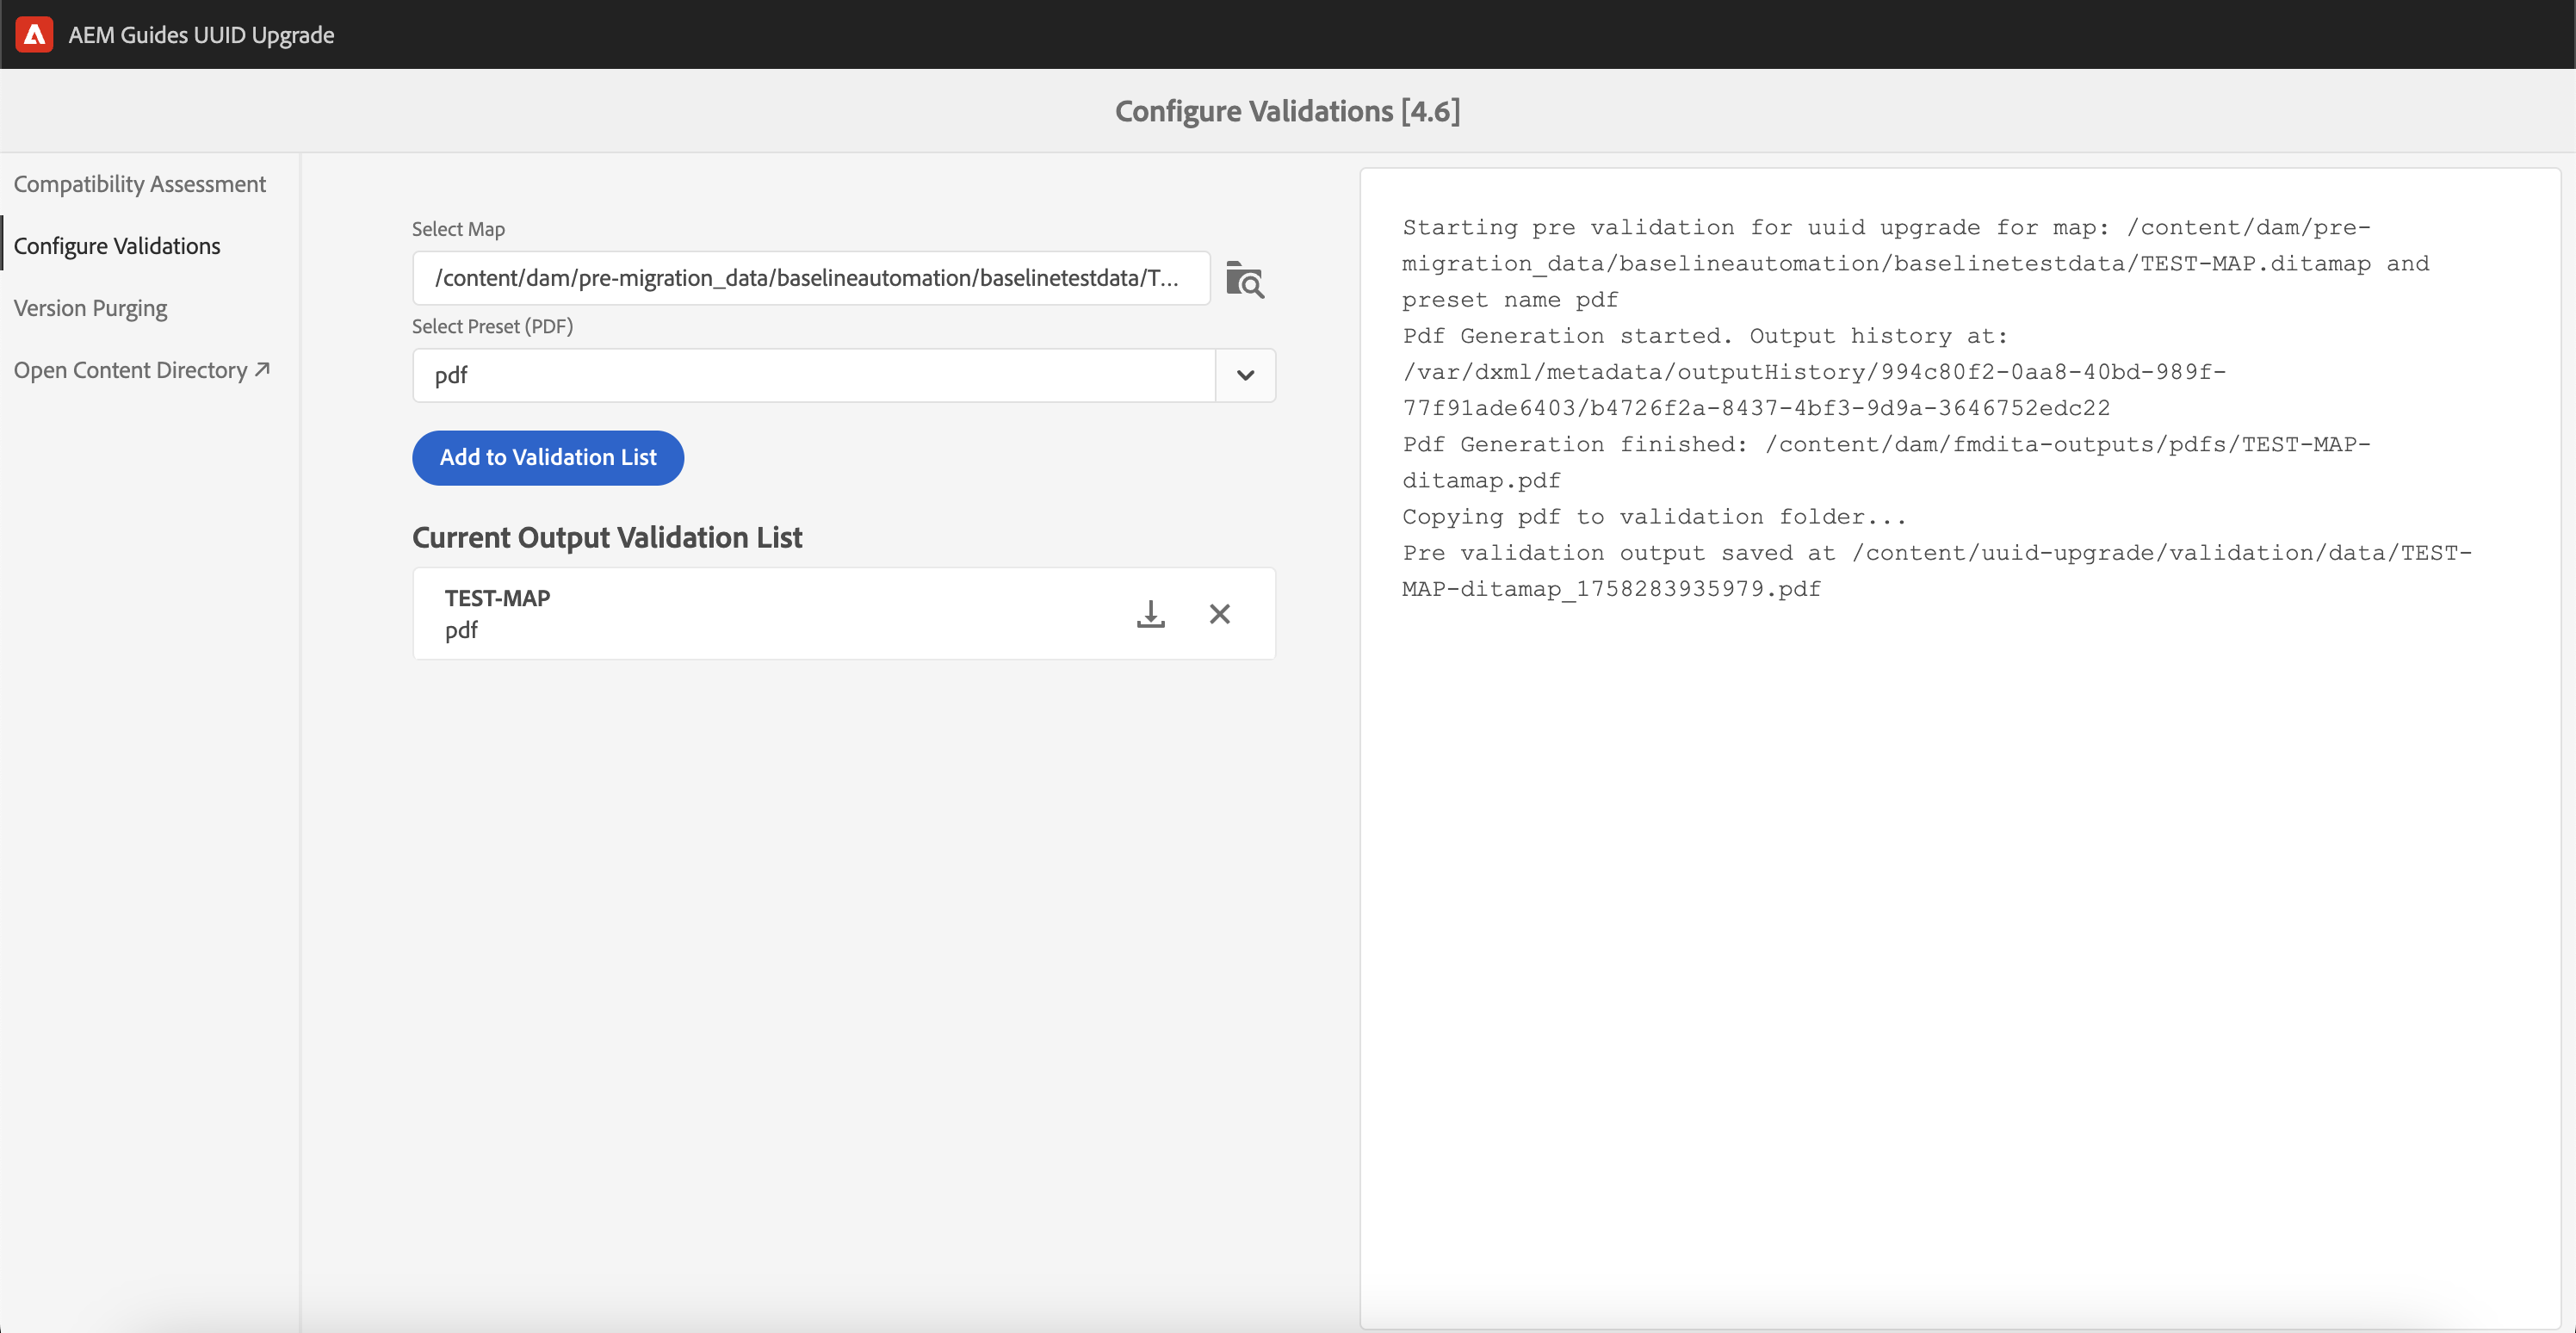 AEM Guides UUID Upgrade
Configure Validations [4.6]
Compatibility Assessment
Configure Validations
Version Purging
Open Content Directory
Select Map
/content/dam/pre-migration_data/baselineautomation/baselinetestdata/T...
Select Preset (PDF)
pdf
Add to Validation List
Current Output Validation List
TEST-MAP
pdf
Starting pre validation for uuid upgrade for map: /content/dam/pre-
migration_data/baselineautomation/baselinetestdata/TEST-MAP.ditamap and
preset name pdf
Pdf Generation started. Output history at:
/var/dxml/metadata/outputHistory/994c80f2-0aa8-40bd-989f-
77f91ade6403/b4726f2a-8437-4bf3-9d9a-3646752edc22
Pdf Generation finished: /content/dam/fmdita-outputs/pdfs/TEST-MAP-
ditamap.pdf
Copying pdf to validation folder...
Pre validation output saved at /content/uuid-upgrade/validation/data/TEST-
MAP-ditamap_1758283935979.pdf